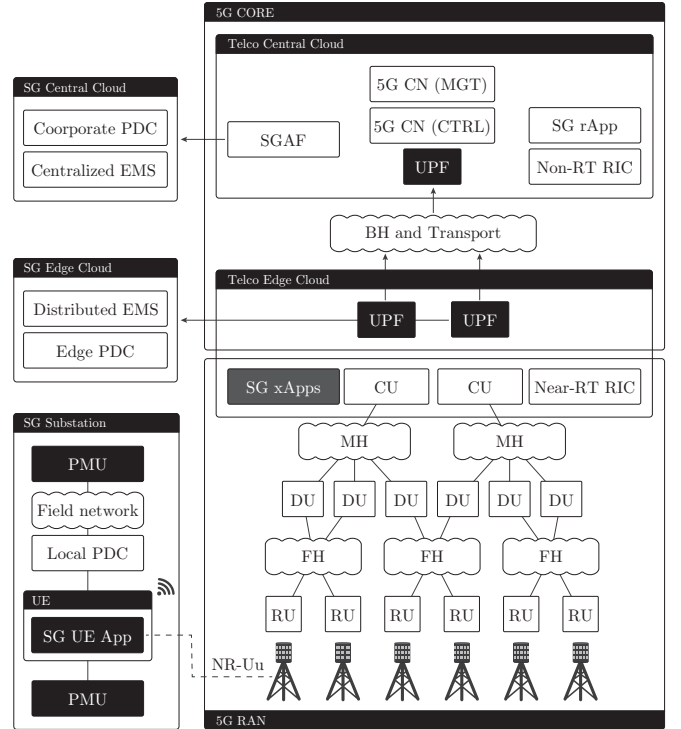 5G CORE
Telco Central Cloud
5G CN (MGT)
5G CN (CTRL)
SGAF
UPF
SG rApp
Non-RT RIC
SG Central Cloud
Coorporate PDC
Centralized EMS
BH and Transport
SG Edge Cloud
Distributed EMS
Edge PDC
Telco Edge Cloud
UPF
UPF
SG xApps
CU
CU
Near-RT RIC
MH
MH
DU
DU
DU
DU
DU
DU
FH
FH
FH
RU
RU
RU
RU
RU
RU
SG Substation
PMU
Field network
Local PDC
UE
SG UE App
PMU
NR-Uu
5G RAN